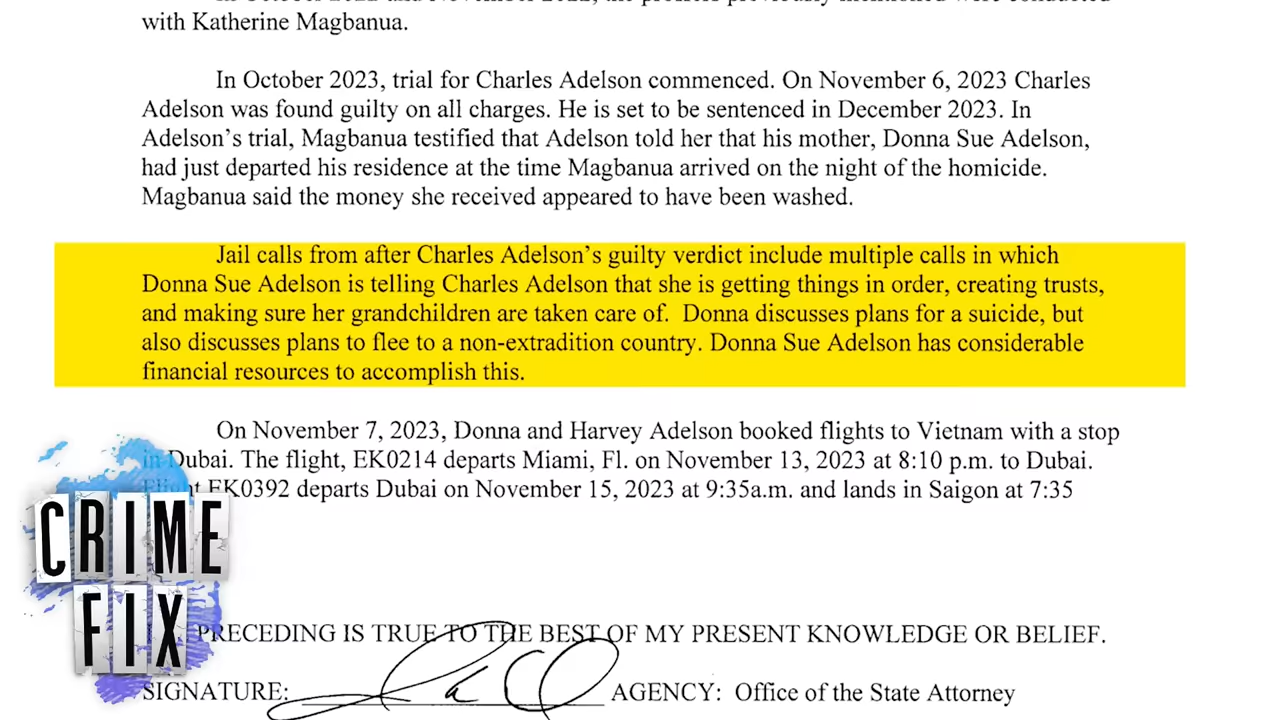 with Katherine Magbanua.
In October 2023, trial for Charles Adelson commenced. On November 6, 2023 Charles
Adelson was found guilty on all charges. He is set to be sentenced in December 2023. In
Adelson's trial, Magbanua testified that Adelson told her that his mother, Donna Sue Adelson,
had just departed his residence at the time Magbanua arrived on the night of the homicide.
Magbanua said the money she received appeared to have been washed.
Jail calls from after Charles Adelson's guilty verdict include multiple calls in which
Donna Sue Adelson is telling Charles Adelson that she is getting things in order, creating trusts,
and making sure her grandchildren are taken care of. Donna discusses plans for a suicide, but
also discusses plans to flee to a non-extradition country. Donna Sue Adelson has considerable
financial resources to accomplish this.
On November 7, 2023, Donna and Harvey Adelson booked flights to Vietnam with a stop
in Dubai. The flight, EK0214 departs Miami, Fl. on November 13, 2023 at 8:10 p.m. to Dubai.
Flight EK0392 departs Dubai on November 15, 2023 at 9:35a.m. and lands in Saigon at 7:35
CRIME
FIX
PRECEDING IS TRUE TO THE BEST OF MY PRESENT KNOWLEDGE OR BELIEF.
SIGNATURE: AGENCY: Office of the State Attorney